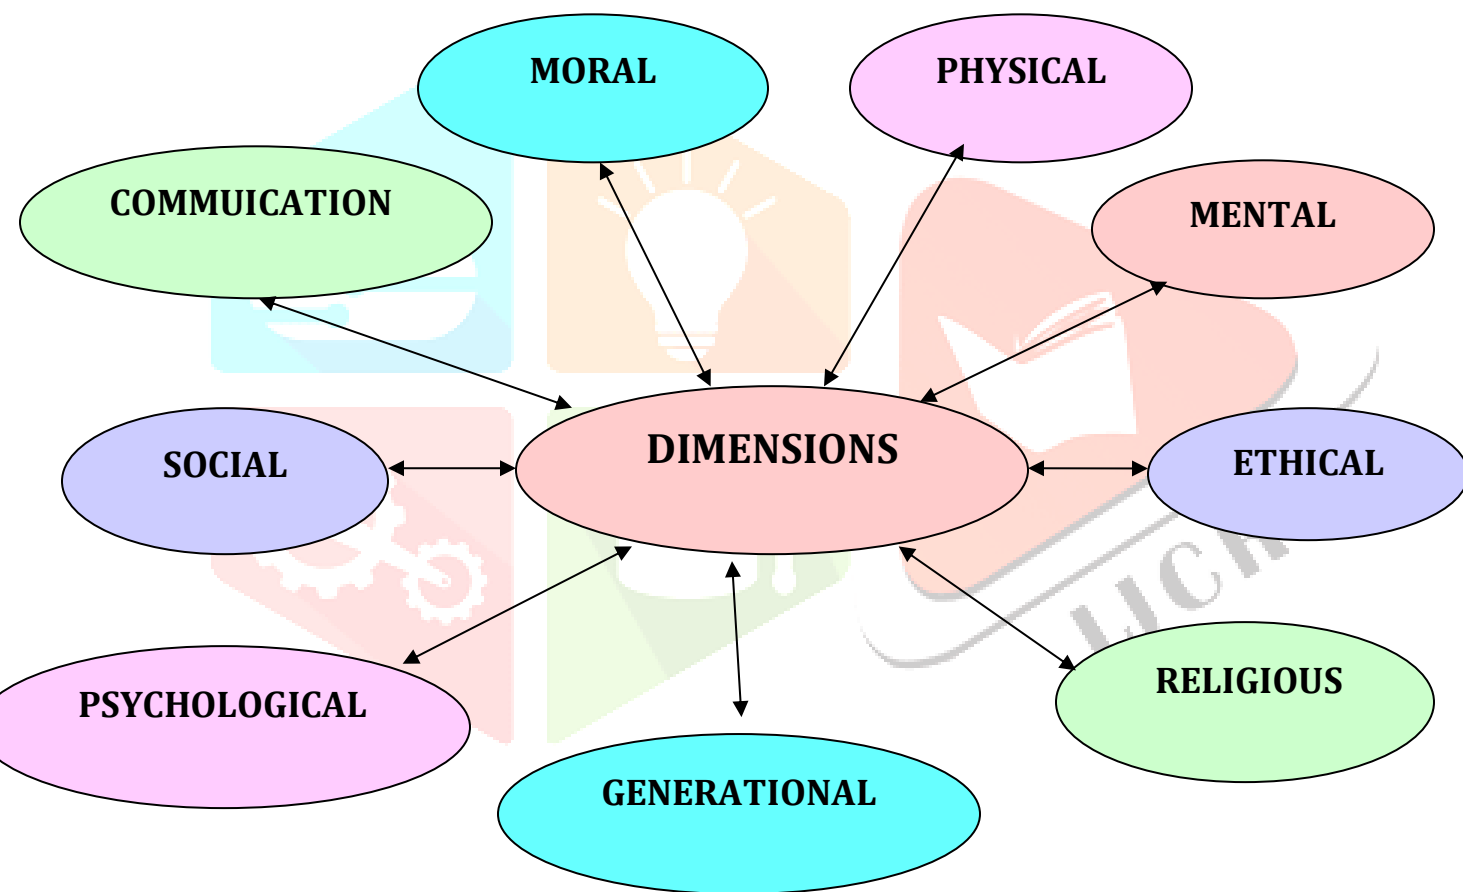 MORAL
PHYSICAL
COMMUICATION
MENTAL
DIMENSIONS
SOCIAL
ETHICAL
RELIGIOUS
PSYCHOLOGICAL
GENERATIONAL